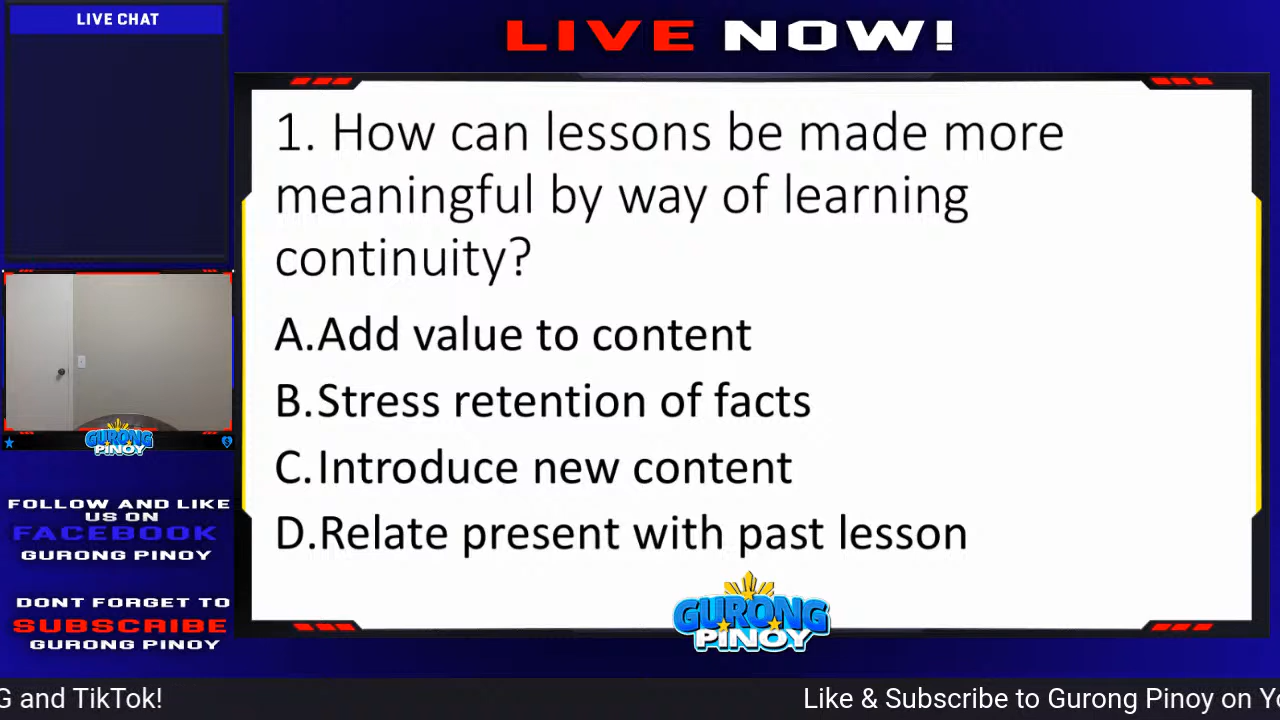 LIVE CHAT
LIVE NOW!
1. How can lessons be made more
meaningful by way of learning
continuity?
A.Add value to content
B.Stress retention of facts
C.Introduce new content
D.Relate present with past lesson
GURONG
PINOY
GURONG
PINOY
FOLLOW AND LIKE
US ON
FACEBOOK
GURONG PINOY
DONT FORGET TO
SUBSCRIBE
GURONG PINOY
G and TikTok!
Like & Subscribe to Gurong Pinoy on Yo